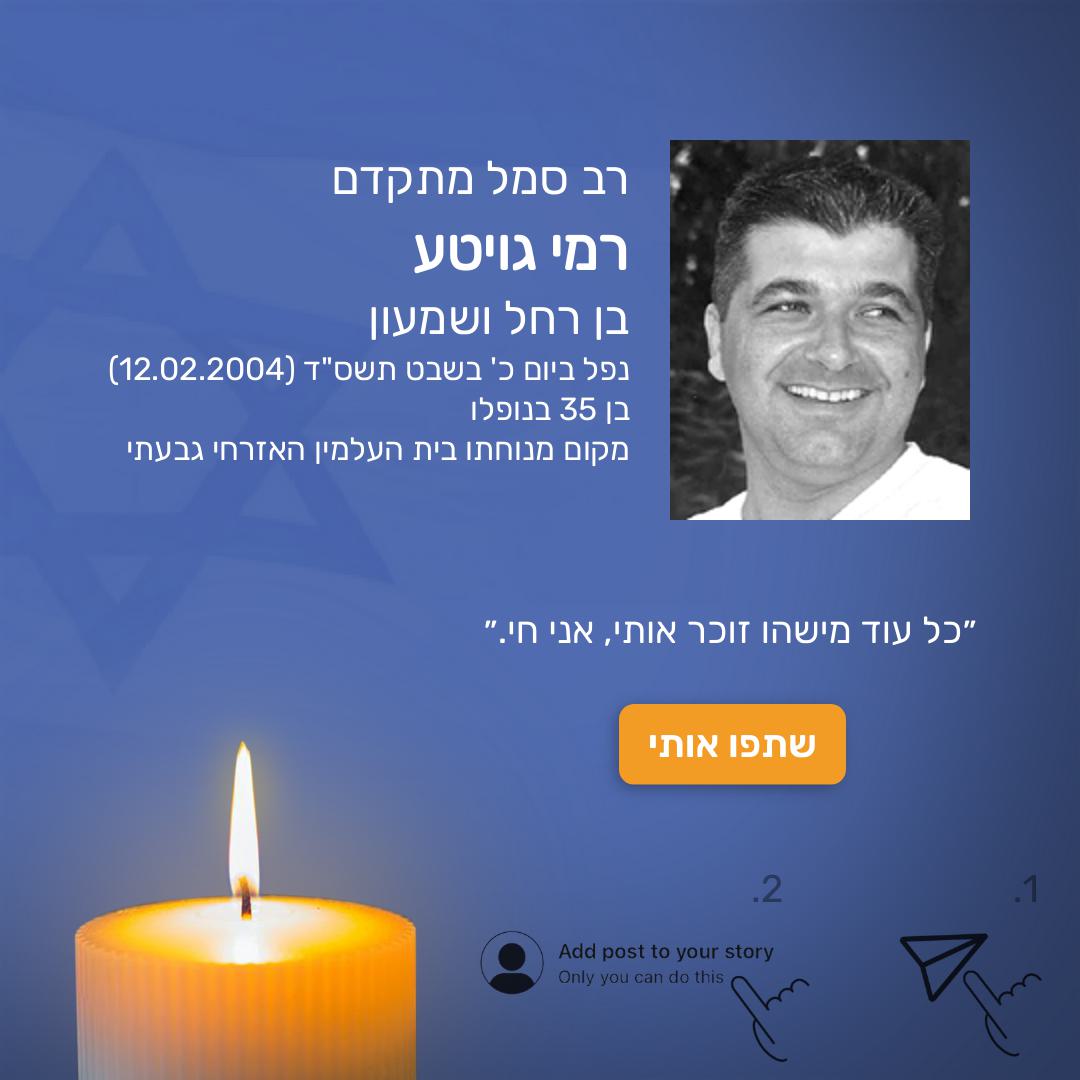 רב סמל מתקדם
רמי גויטע
בן רחל ושמעון
נפל ביום כ' בשבט תשס"ד (12.02.2004)
בן 35 בנופלו
מקום מנוחתו בית העלמין האזרחי גבעתי
״כל עוד מישהו זוכר אותי, אני חי.״
שתפו אותי
.1
.2
Add post to your story
Only you can do this